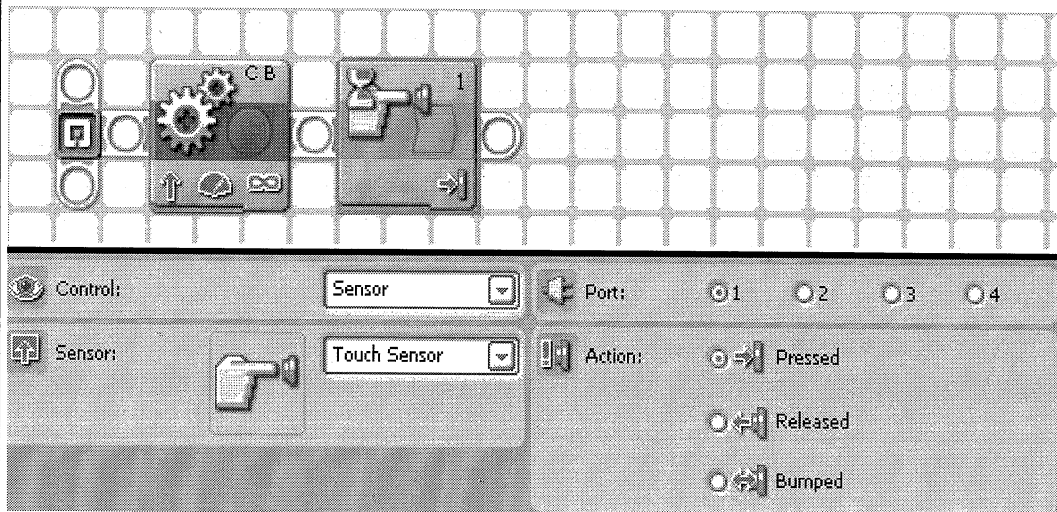 C B
1
Control:
Sensor
Port:
1
2
3
4
Sensor:
Touch Sensor
Action:
Pressed
Released
Bumped